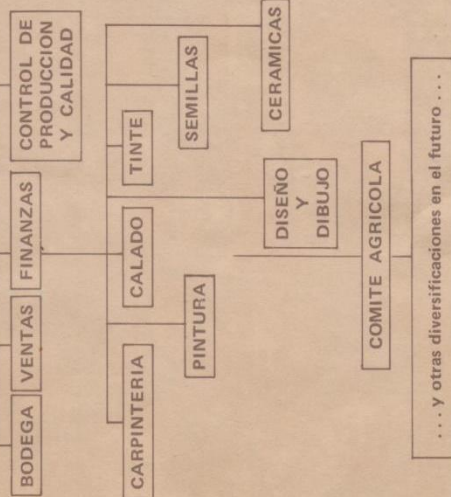 BODEGA
VENTAS
FINANZAS
CONTROL DE
PRODUCCION
Y CALIDAD
CARPINTERIA
CALADO
TINTE
PINTURA
SEMILLAS
DISEÑO
Y
DIBUJO
CERAMICAS
COMITE AGRICOLA
. . . y otras diversificaciones en el futuro . . .